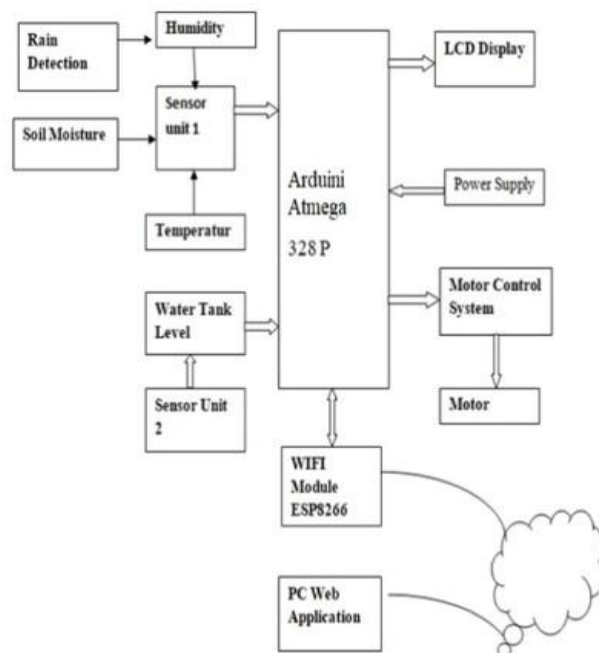 Rain
Detection
Humidity
LCD Display
Soil Moisture
Sensor
unit 1
Arduini
Atmega
328 P
Power Supply
Temperatur
Water Tank
Level
Motor Control
System
Sensor Unit
2
Motor
WIFI
Module
ESP8266
PC Web
Application